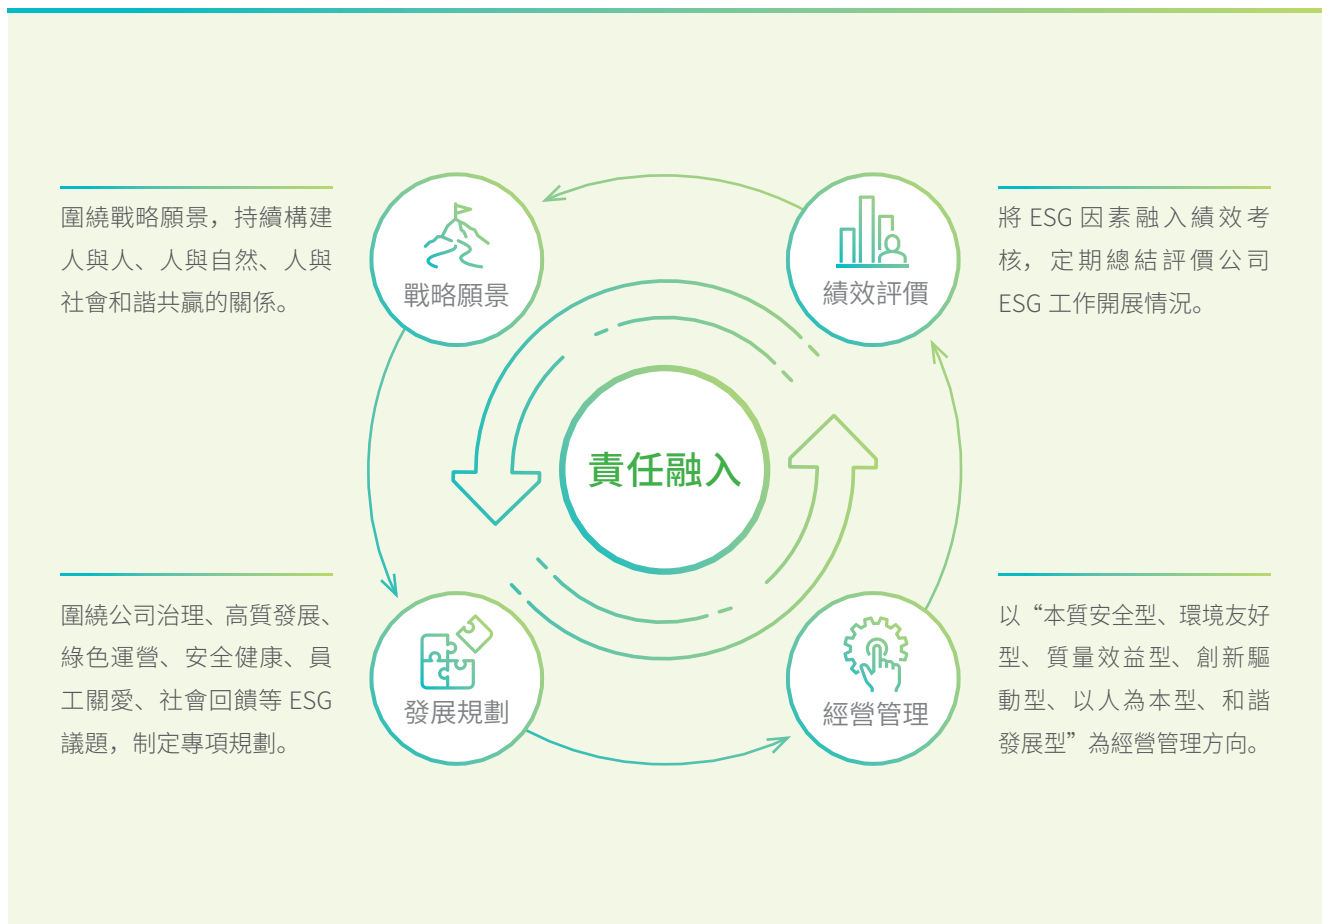 圍繞戰略願景，持續構建
人與人、人與自然、人與
社會和諧共贏的關係。
戰略願景
績效評價
將 ESG 因素融入績效考
核，定期總結評價公司
ESG 工作開展情況。
責任融入
圍繞公司治理、高質發展、
綠色運營、安全健康、員
工關愛、社會回饋等 ESG
議題，制定專項規劃。
發展規劃
經營管理
以“本質安全型、環境友好
型、質量效益型、創新驅
動型、以人為本型、和諧
發展型”為經營管理方向。